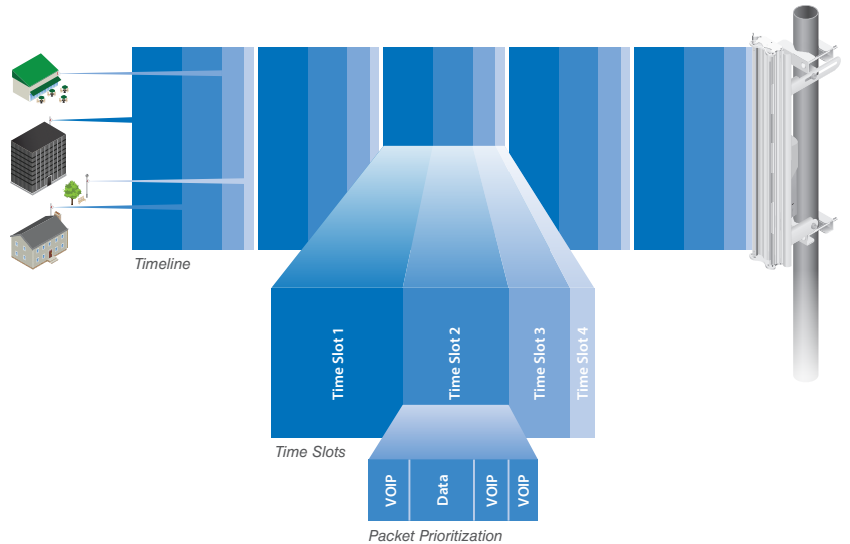 Timeline
Time Slot 1
Time Slot 2
Time Slot 3
Time Slot 4
Time Slots
VOIP
Data
VOIP
VOIP
Packet Prioritization